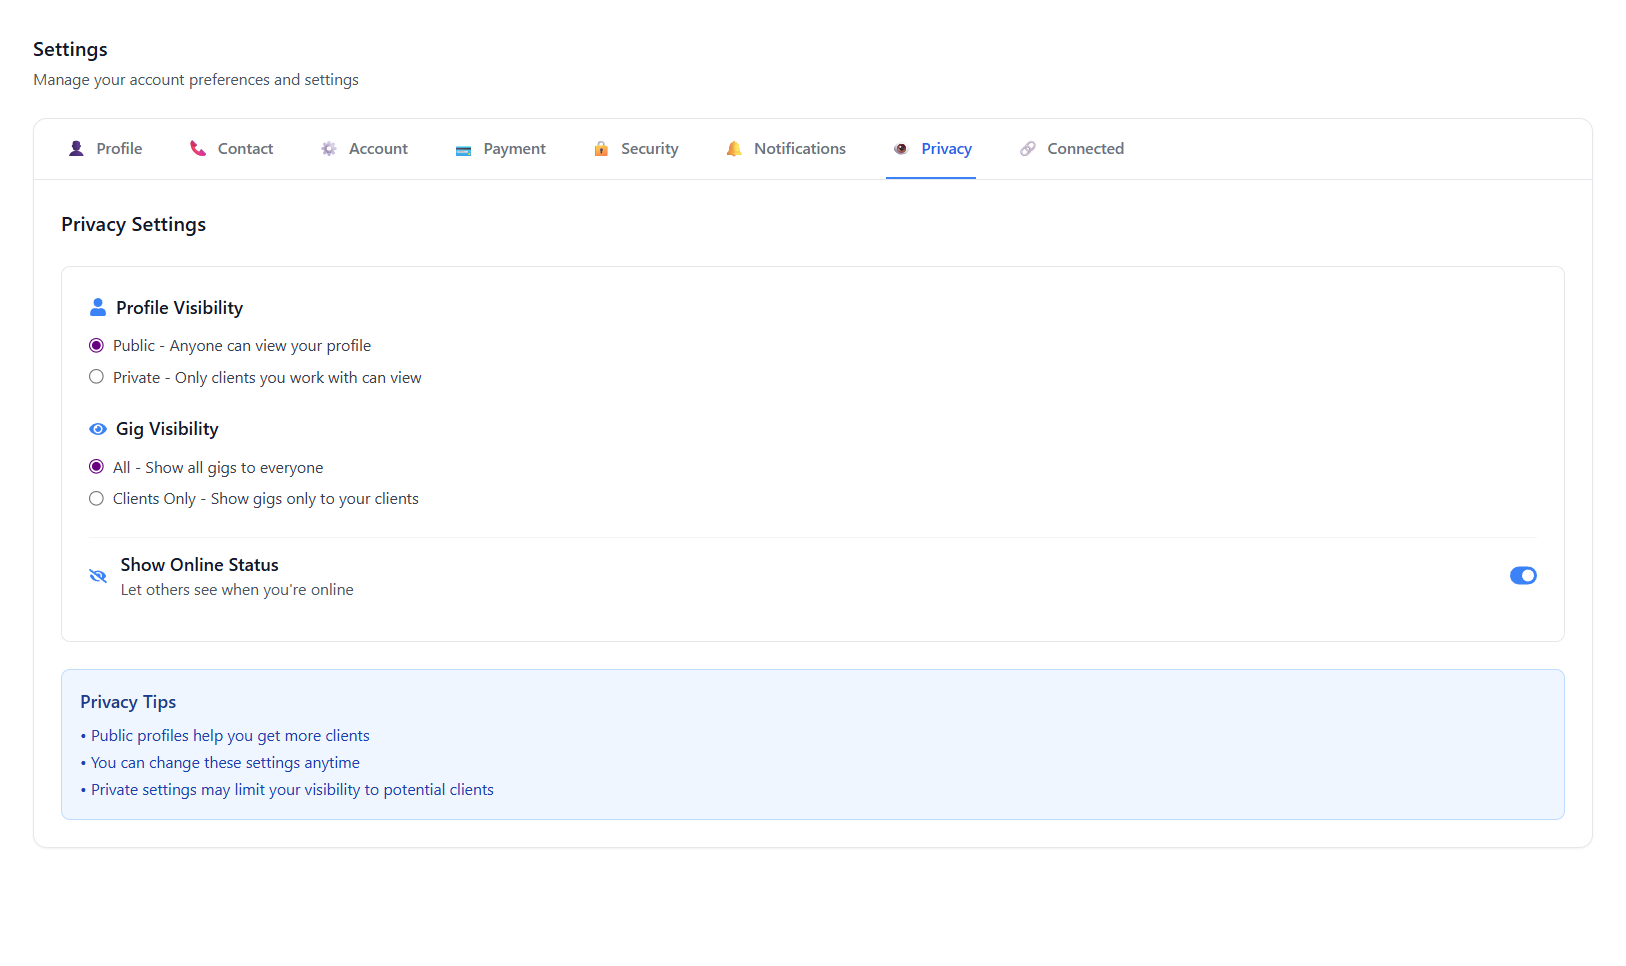 Settings
Manage your account preferences and settings
Profile
Contact
Account
Payment
Security
Notifications
Privacy
Connected
Privacy Settings
Profile Visibility
Public - Anyone can view your profile
Private - Only clients you work with can view
Gig Visibility
All - Show all gigs to everyone
Clients Only - Show gigs only to your clients
Show Online Status
Let others see when you're online
Privacy Tips
• Public profiles help you get more clients
• You can change these settings anytime
• Private settings may limit your visibility to potential clients